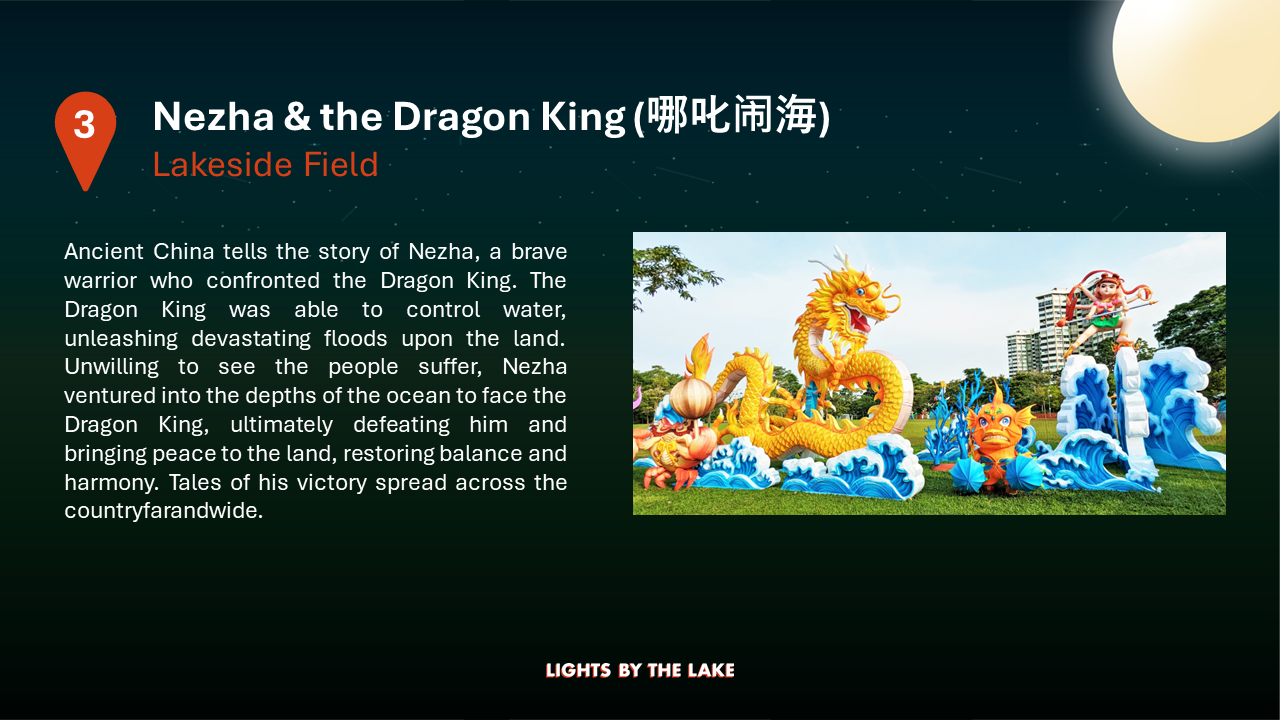 3
Nezha & the Dragon King (哪叱闹海)
Lakeside Field
Ancient China tells the story of Nezha, a brave
warrior who confronted the Dragon King. The
Dragon King was able to control water,
unleashing devastating floods upon the land.
Unwilling to see the people suffer, Nezha
ventured into the depths of the ocean to face the
Dragon King, ultimately defeating him and
bringing peace to the land, restoring balance and
harmony. Tales of his victory spread across the
countryfarandwide.
LIGHTS BY THE LAKE